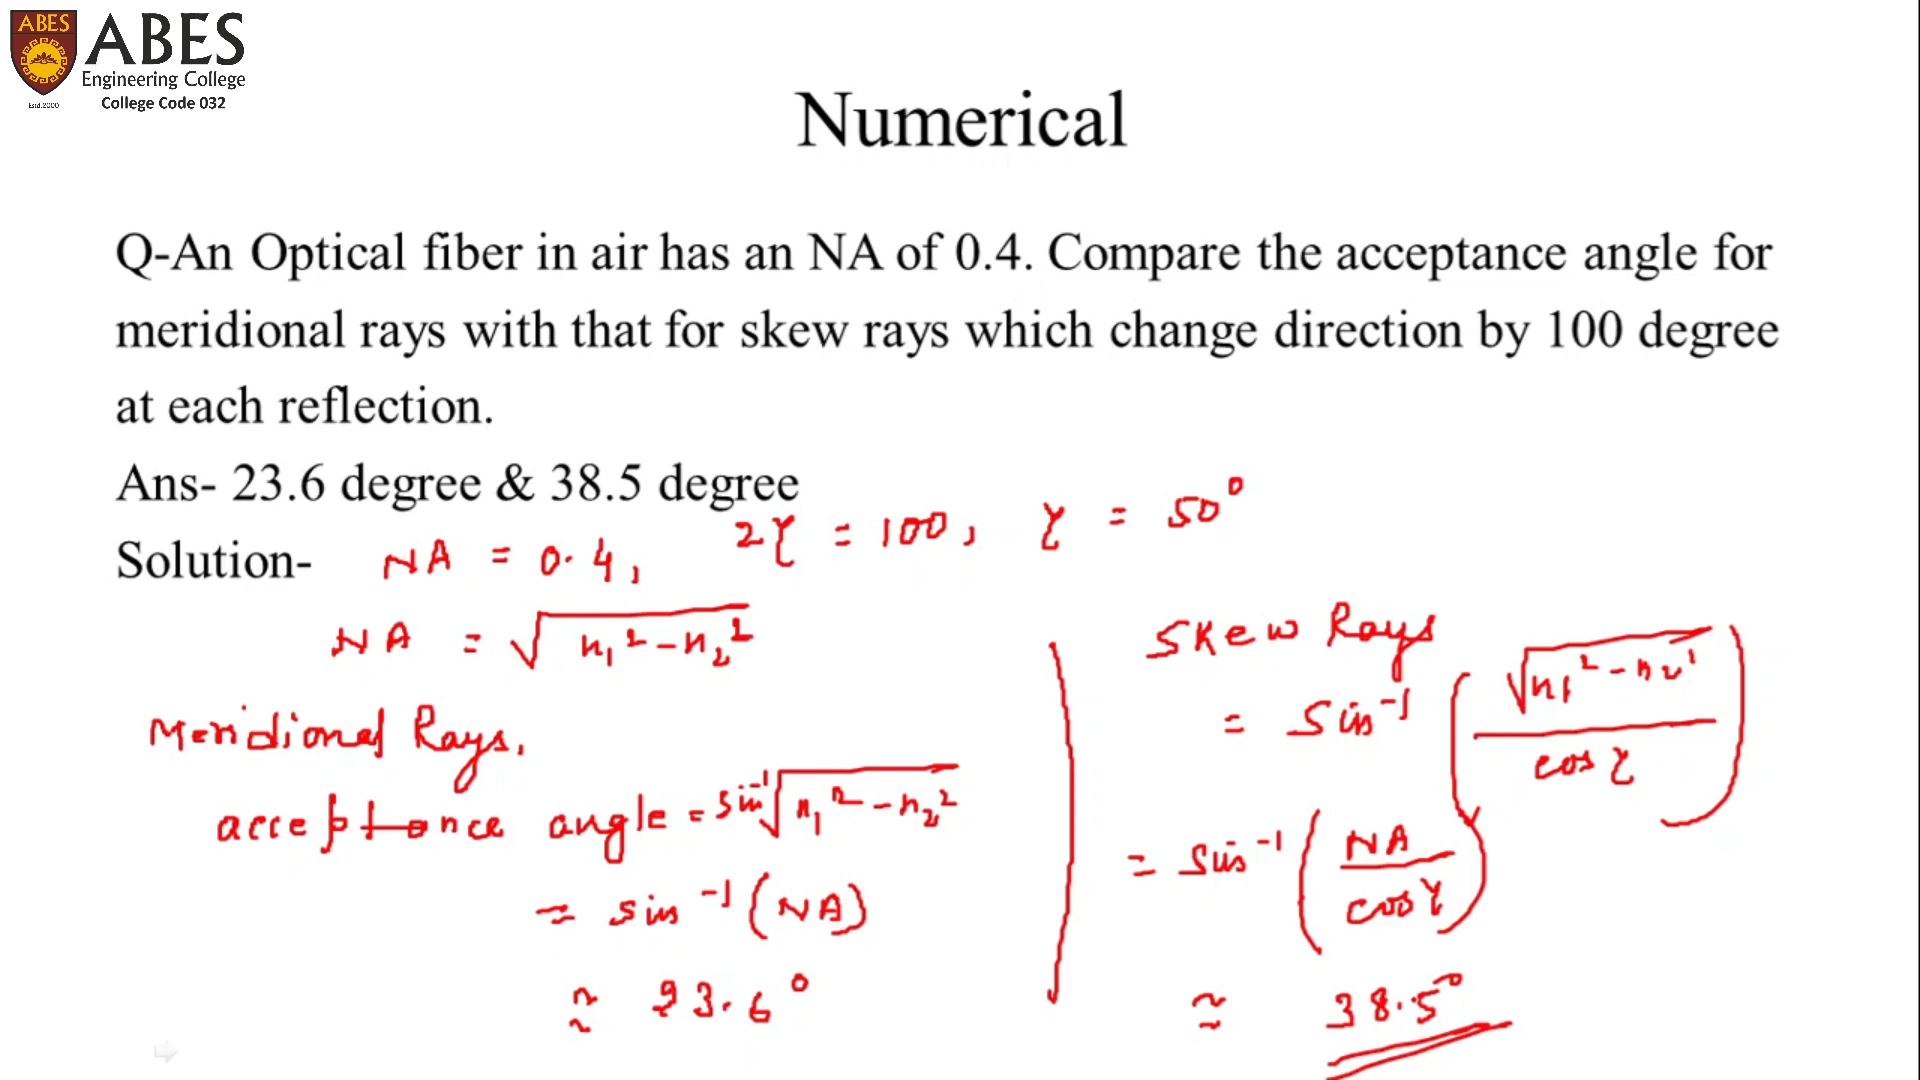 ABES
ABES
Engineering College
College Code 032
Estd.2000
Numerical
Q-An Optical fiber in air has an NA of 0.4. Compare the acceptance angle for
meridional rays with that for skew rays which change direction by 100 degree
at each reflection.
Ans- 23.6 degree & 38.5 degree
Solution- NA = 0.4, 2γ = 100, γ = 50°
NA = √(n₁² - n₂²)
Meridional Rays.
acceptance angle = sin⁻¹√(n₁² - n₂²)
= sin⁻¹(NA)
≅ 23.6°
Skew Rays
= sin⁻¹(√(n₁² - n₂²) / cos γ)
= sin⁻¹(NA / cos γ)
≅ 38.5°